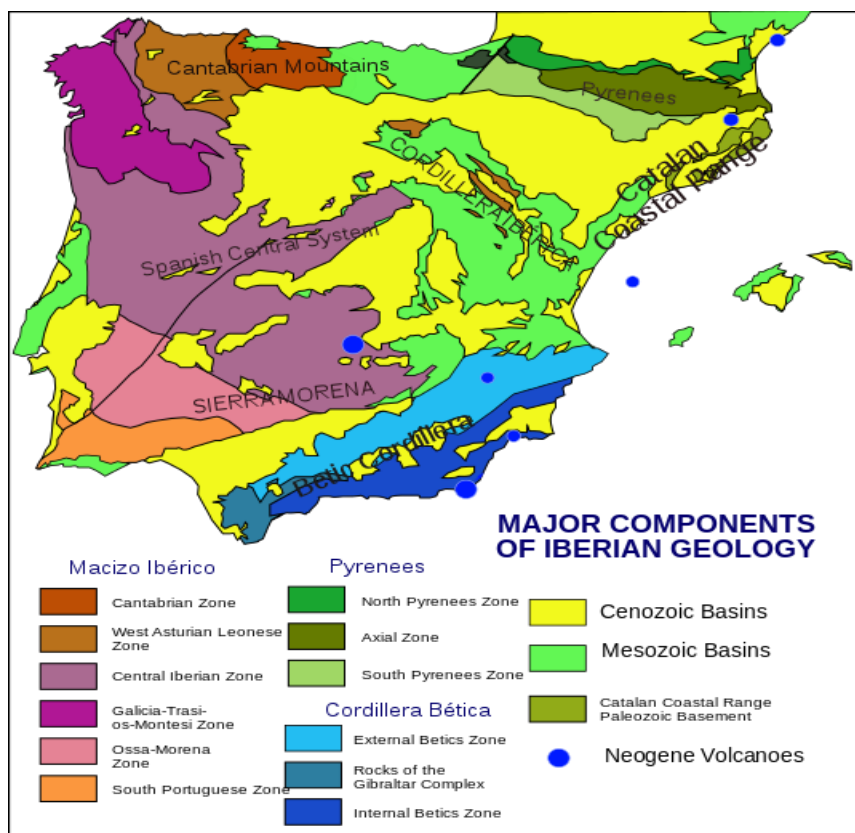 Cantabrian Mountains
Pyrenees
Catalan
Coastal Range
CORDILLERA IBÉRICA
Spanish Central System
SIERRA MORENA
Betic Cordillera
MAJOR COMPONENTS
OF IBERIAN GEOLOGY
Macizo Ibérico
Cantabrian Zone
West Asturian Leonese
Zone
Central Iberian Zone
Galicia-Trasi-
os-Montesi Zone
Ossa-Morena
Zone
South Portuguese Zone
Pyrenees
North Pyrenees Zone
Axial Zone
South Pyrenees Zone
Cordillera Bética
External Betics Zone
Rocks of the
Gibraltar Complex
Internal Betics Zone
Cenozoic Basins
Mesozoic Basins
Catalan Coastal Range
Paleozoic Basement
Neogene Volcanoes